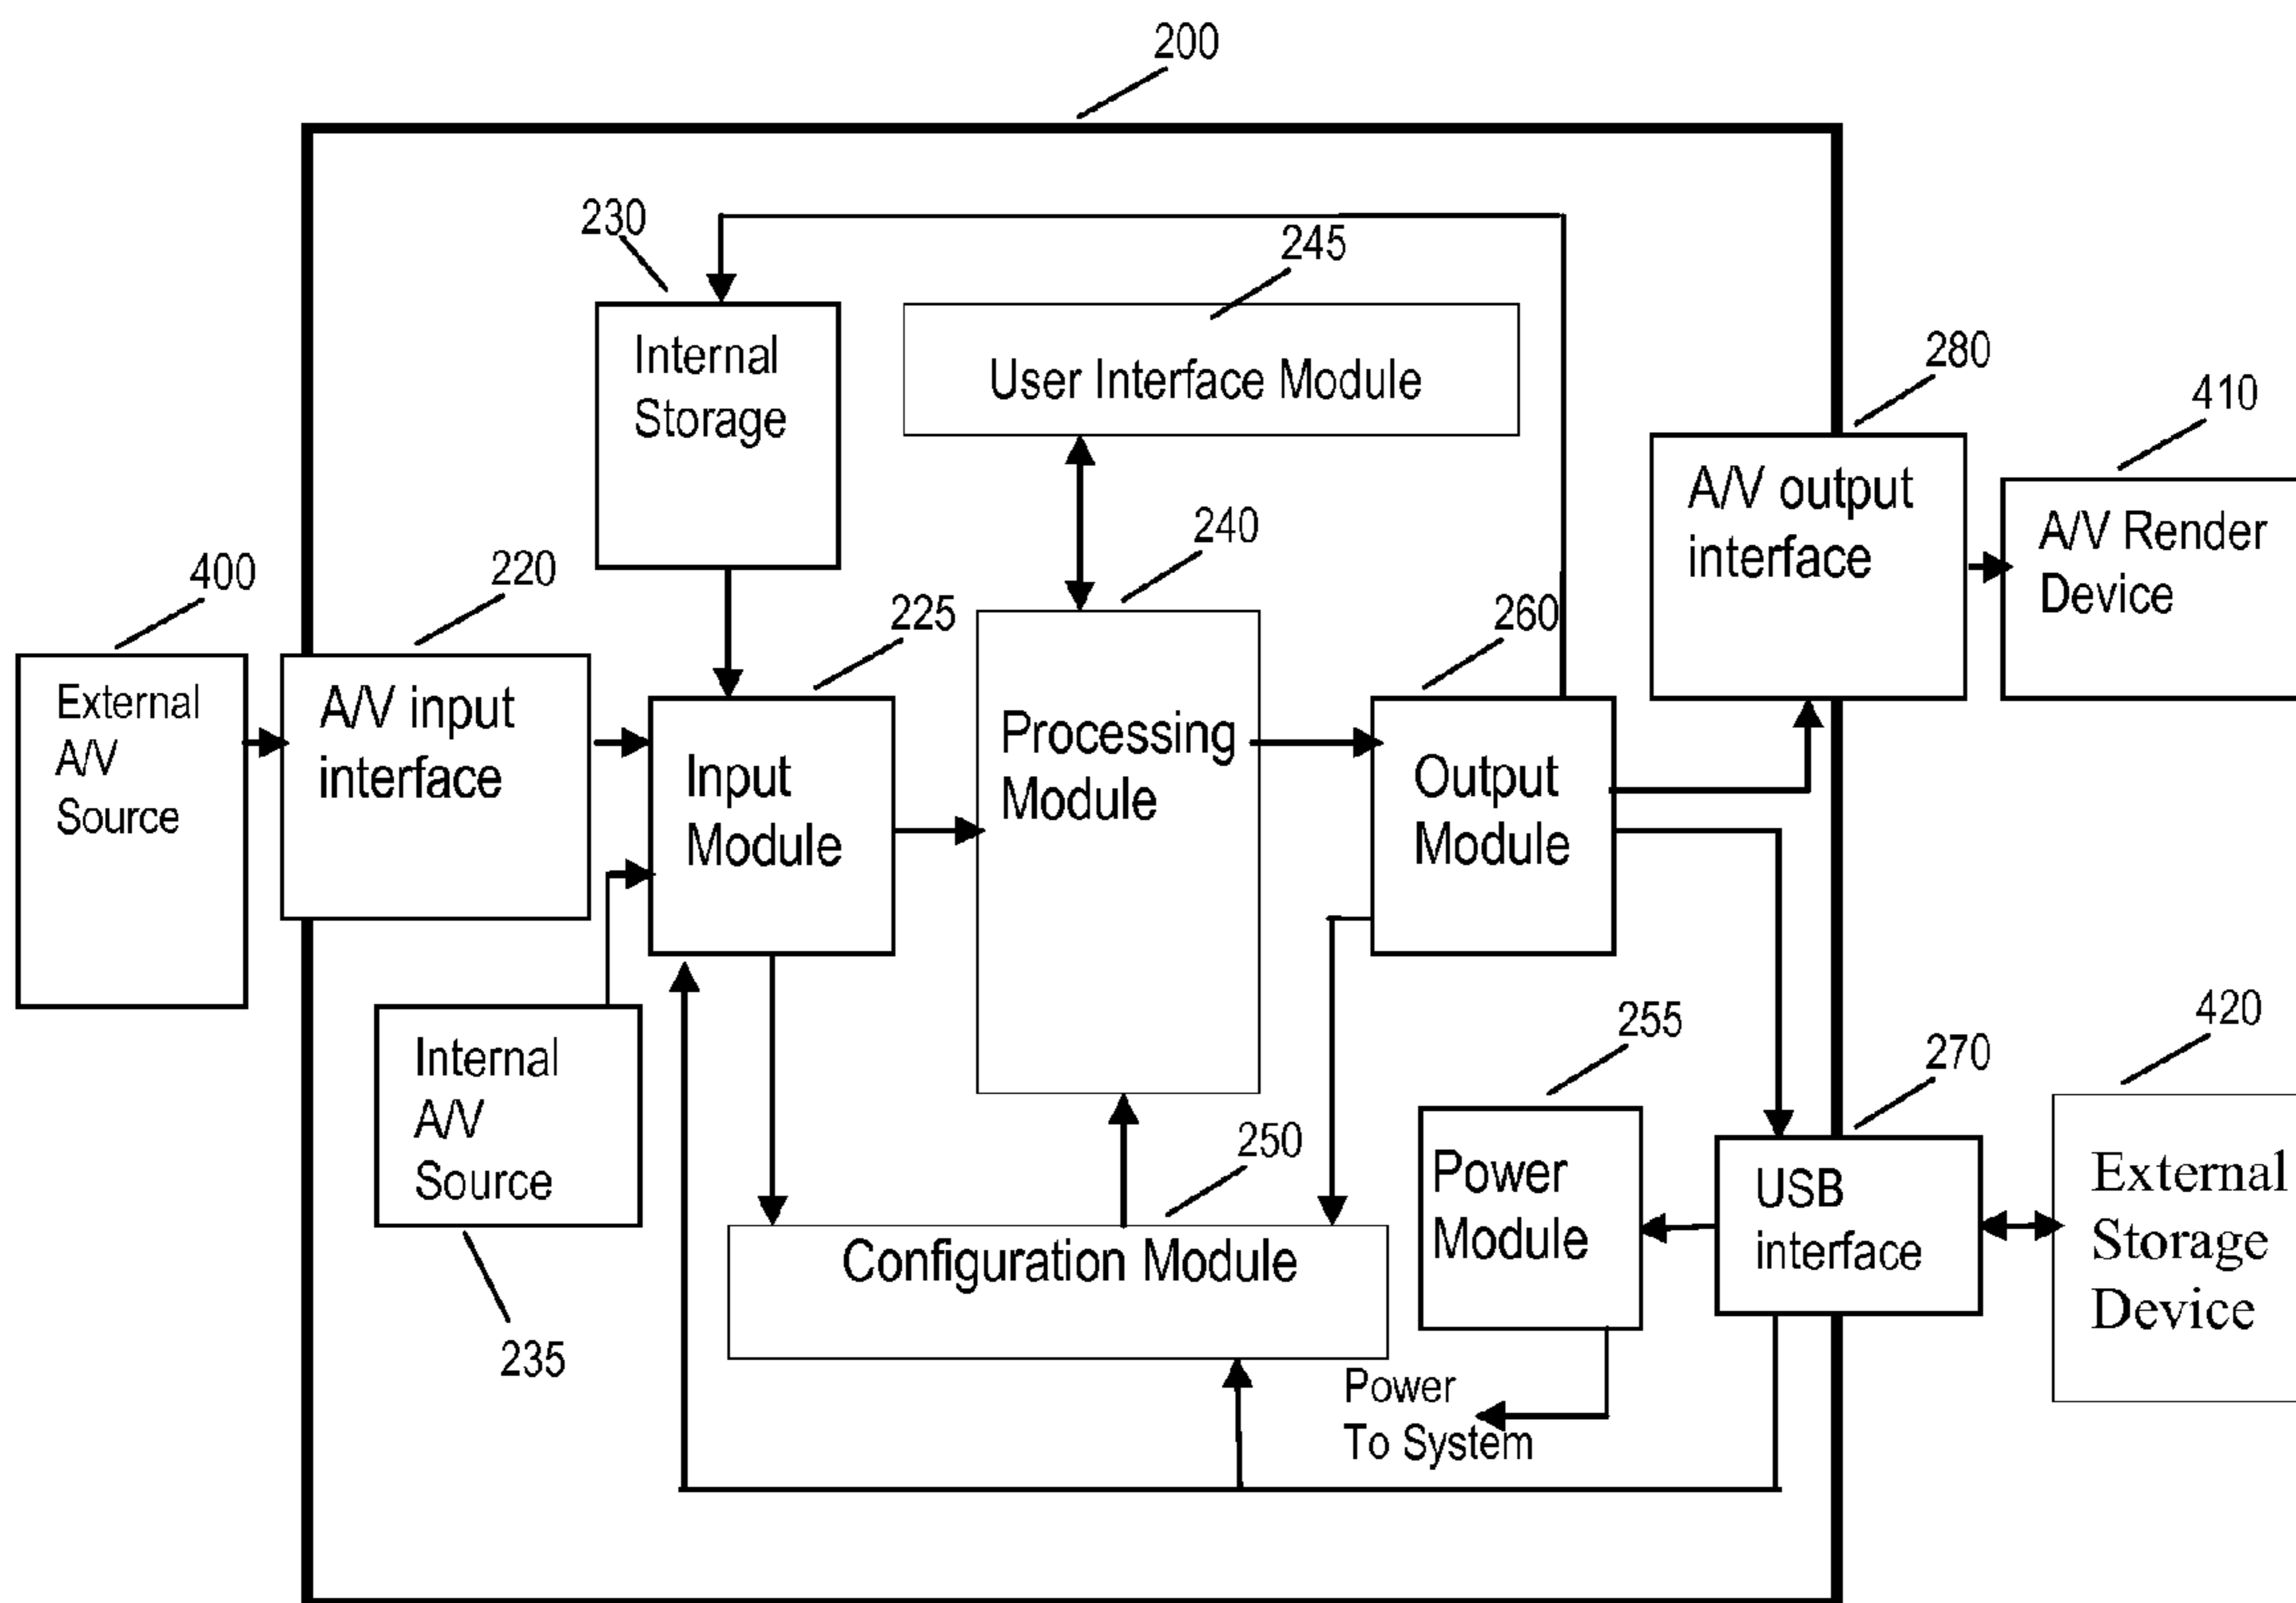 200
230
Internal
Storage
245
User Interface Module
280
A/V output
interface
410
A/V Render
Device
400
External
A/V
Source
220
A/V input
interface
225
Input
Module
240
Processing
Module
260
Output
Module
Internal
A/V
Source
235
250
Configuration Module
255
Power
Module
Power
To System
270
USB
interface
420
External
Storage
Device